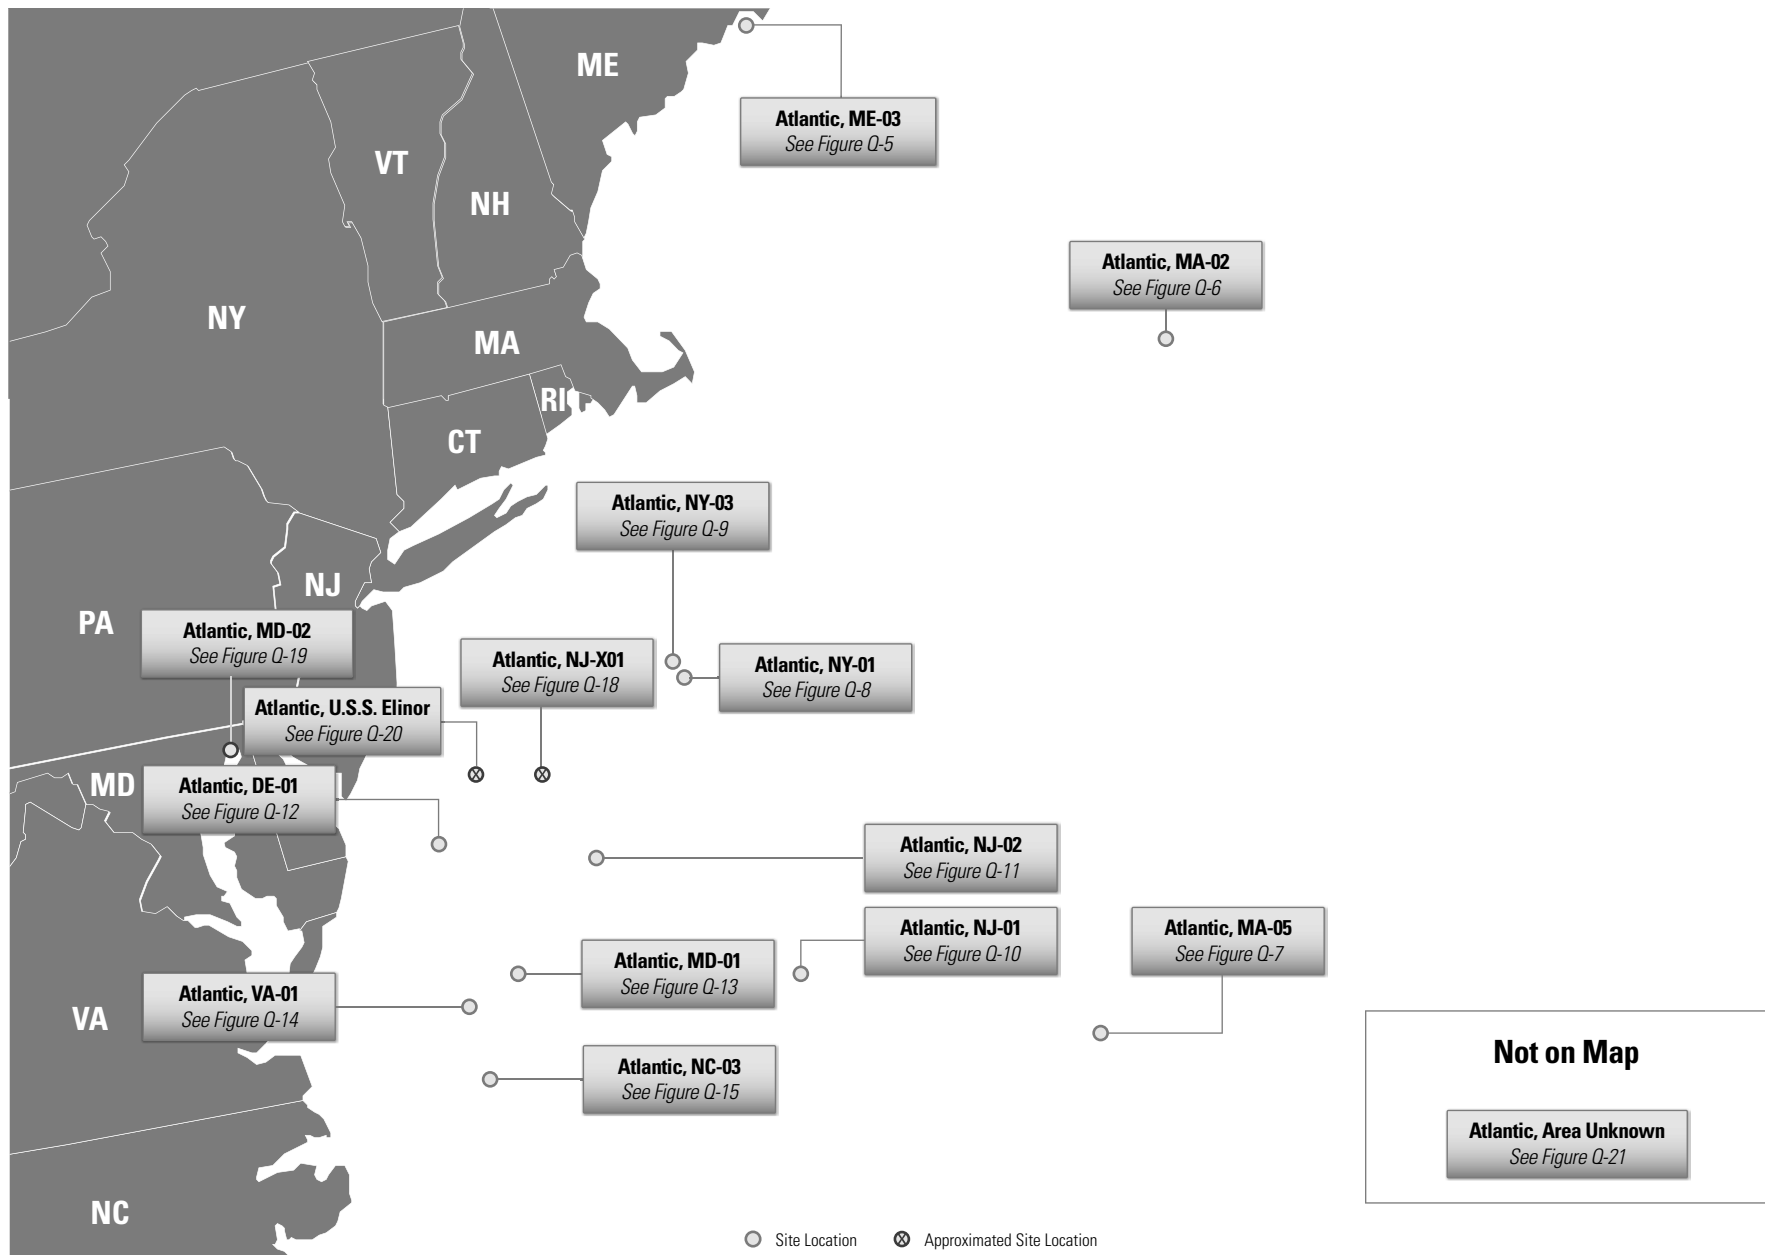 ME
Atlantic, ME-03
See Figure Q-5
VT
NH
Atlantic, MA-02
See Figure Q-6
NY
MA
RI
CT
Atlantic, NY-03
See Figure Q-9
NJ
PA
Atlantic, MD-02
See Figure Q-19
Atlantic, NJ-X01
See Figure Q-18
Atlantic, NY-01
See Figure Q-8
Atlantic, U.S.S. Elinor
See Figure Q-20
MD
Atlantic, DE-01
See Figure Q-12
Atlantic, NJ-02
See Figure Q-11
Atlantic, NJ-01
See Figure Q-10
Atlantic, MA-05
See Figure Q-7
Atlantic, MD-01
See Figure Q-13
Atlantic, VA-01
See Figure Q-14
VA
Atlantic, NC-03
See Figure Q-15
Not on Map
Atlantic, Area Unknown
See Figure Q-21
NC
Site Location
Approximated Site Location